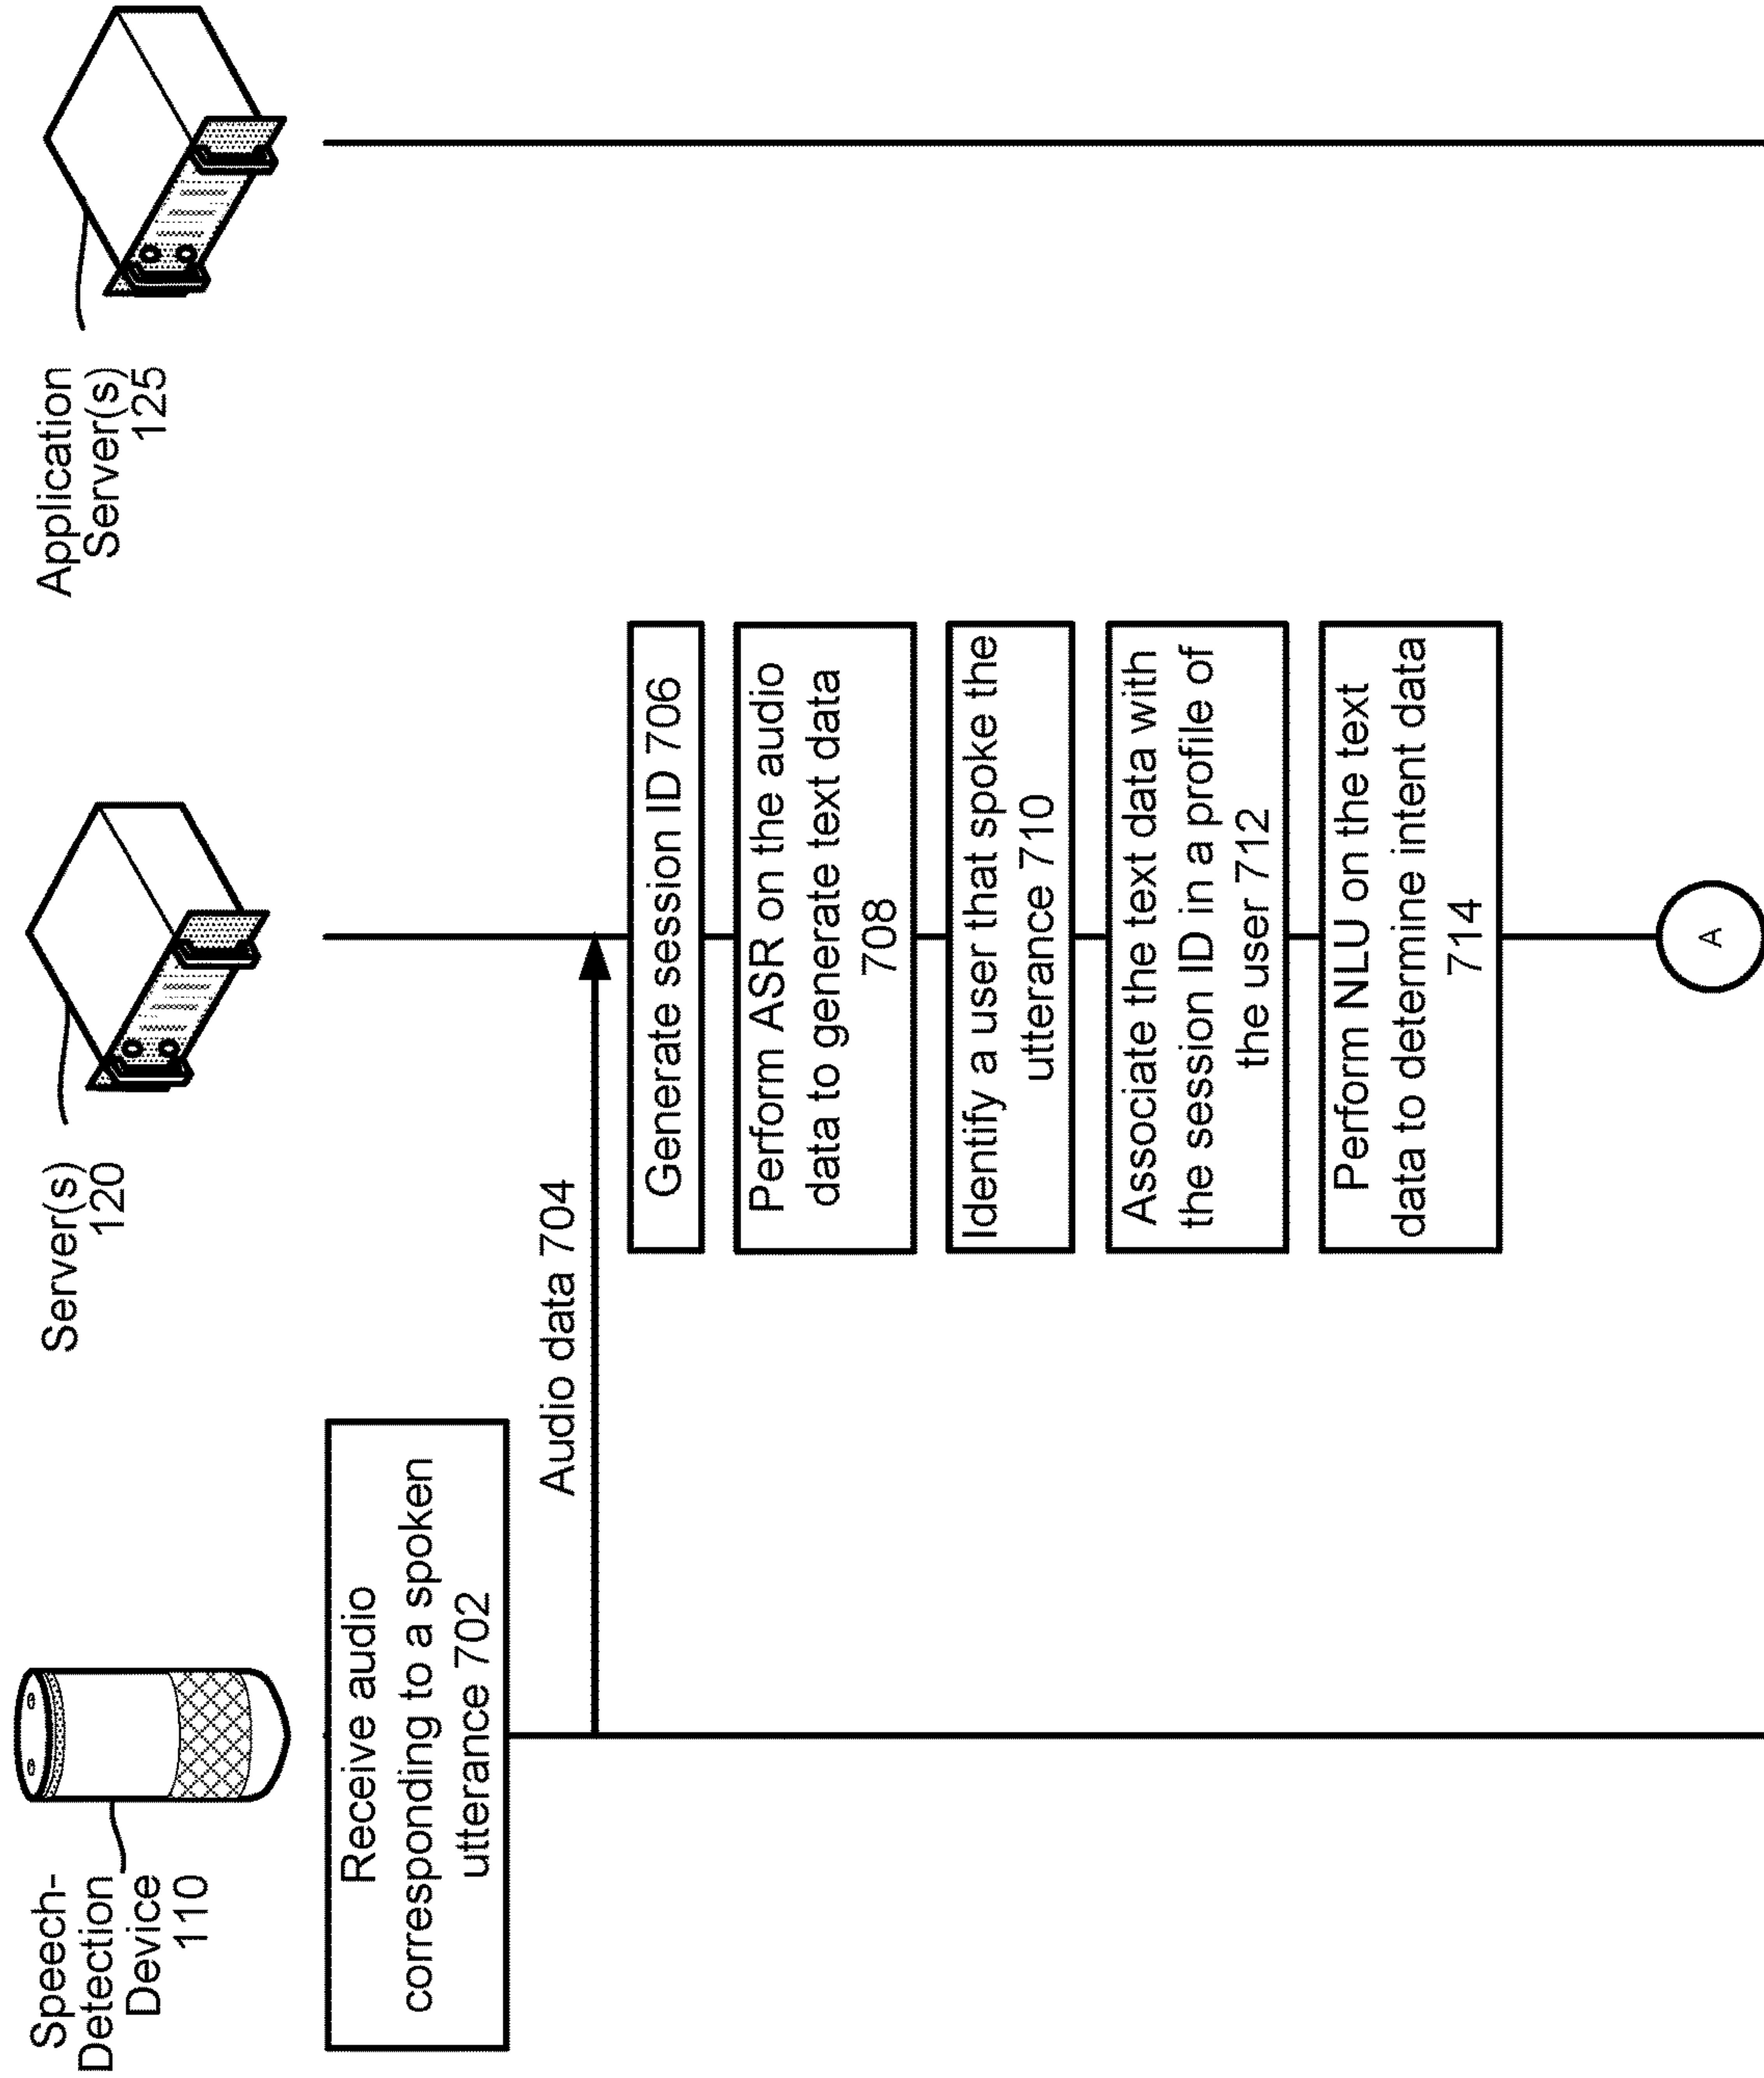 Speech-
Detection
Device
110
Server(s)
120
Application
Server(s)
125
Receive audio
corresponding to a spoken
utterance 702
Audio data 704
Generate session ID 706
Perform ASR on the audio
data to generate text data
708
Identify a user that spoke the
utterance 710
Associate the text data with
the session ID in a profile of
the user 712
Perform NLU on the text
data to determine intent data
714
A